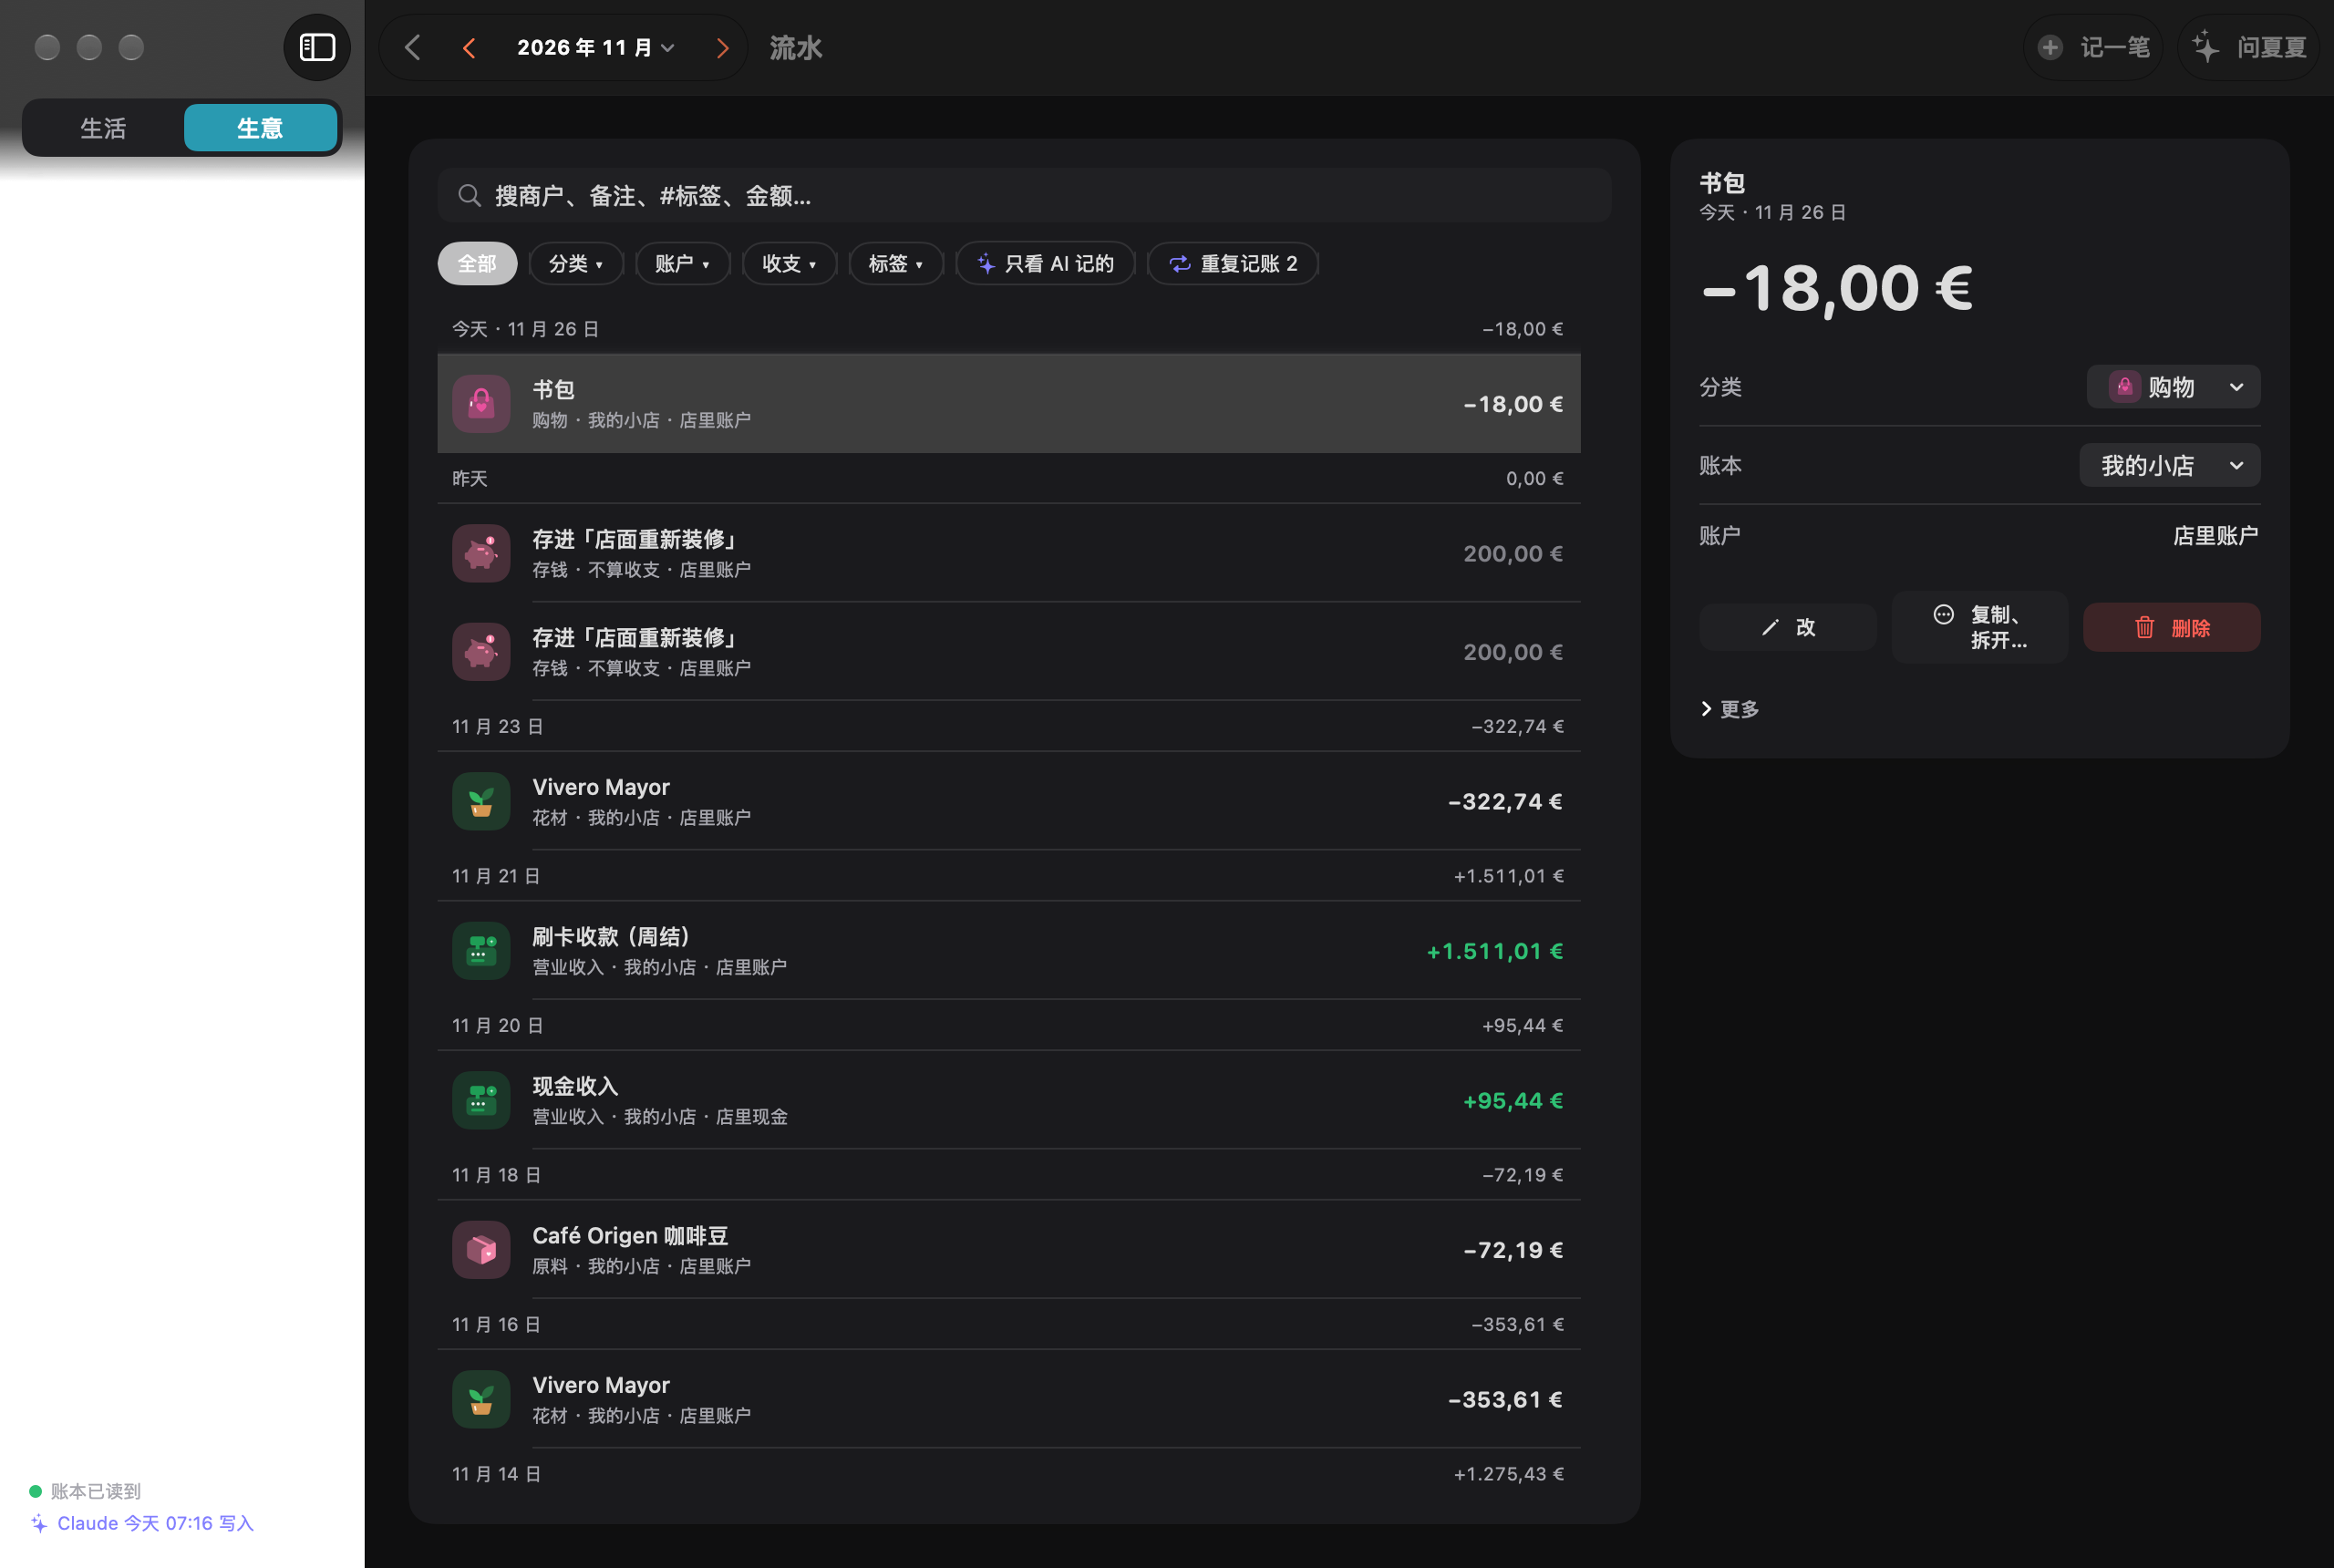 2026 年 11 月
流水
记一笔
问夏夏
生活
生意
搜商户、备注、#标签、金额...
全部
分类
账户
收支
标签
只看 AI 记的
重复记账 2
今天 · 11 月 26 日
−18,00 €
书包
购物 · 我的小店 · 店里账户
−18,00 €
昨天
0,00 €
存进「店面重新装修」
存钱 · 不算收支 · 店里账户
200,00 €
存进「店面重新装修」
存钱 · 不算收支 · 店里账户
200,00 €
11 月 23 日
−322,74 €
Vivero Mayor
花材 · 我的小店 · 店里账户
−322,74 €
11 月 21 日
+1.511,01 €
刷卡收款（周结）
营业收入 · 我的小店 · 店里账户
+1.511,01 €
11 月 20 日
+95,44 €
现金收入
营业收入 · 我的小店 · 店里现金
+95,44 €
11 月 18 日
−72,19 €
Café Origen 咖啡豆
原料 · 我的小店 · 店里账户
−72,19 €
11 月 16 日
−353,61 €
Vivero Mayor
花材 · 我的小店 · 店里账户
−353,61 €
11 月 14 日
+1.275,43 €
书包
今天 · 11 月 26 日
−18,00 €
分类
购物
账本
我的小店
账户
店里账户
改
复制、
拆开...
删除
更多
账本已读到
Claude 今天 07:16 写入